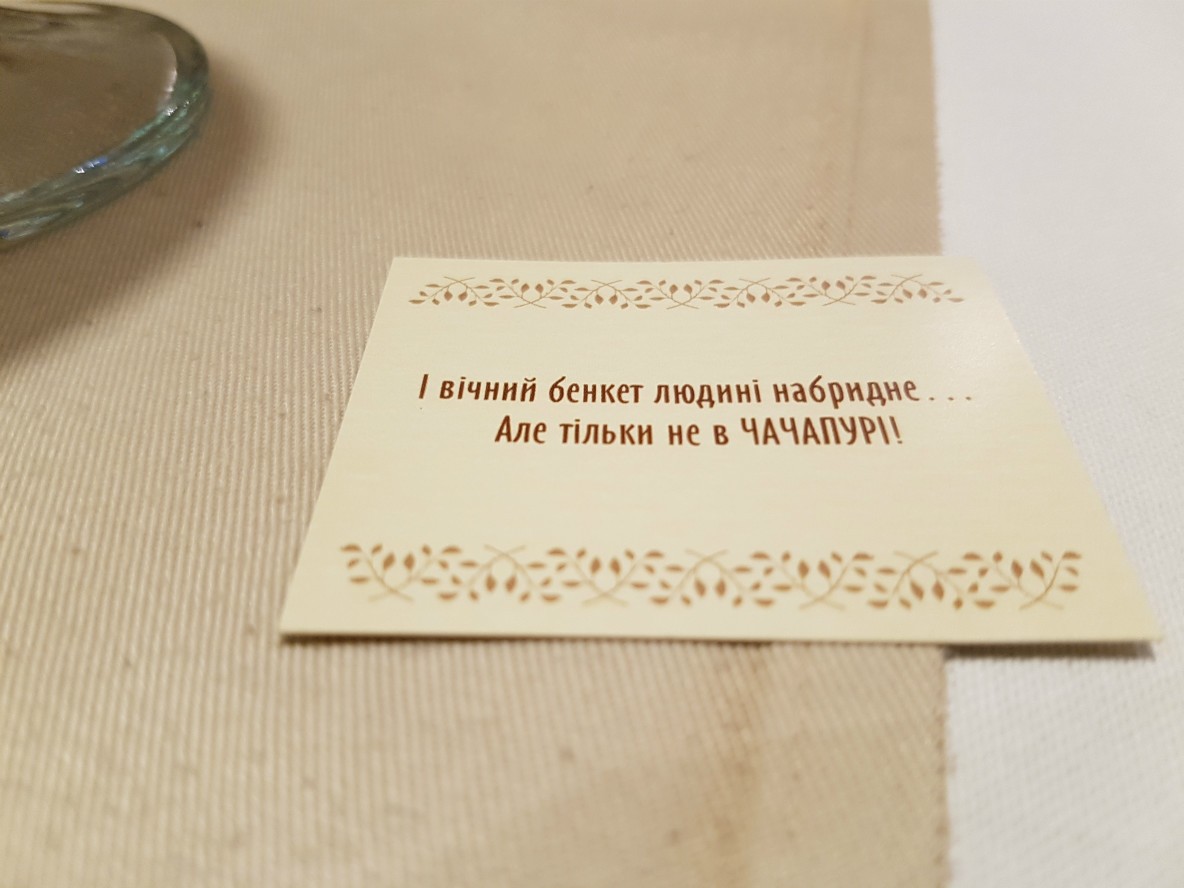 І вічний бенкет людині набридне...
Але тільки не в ЧАЧАПУРІ!